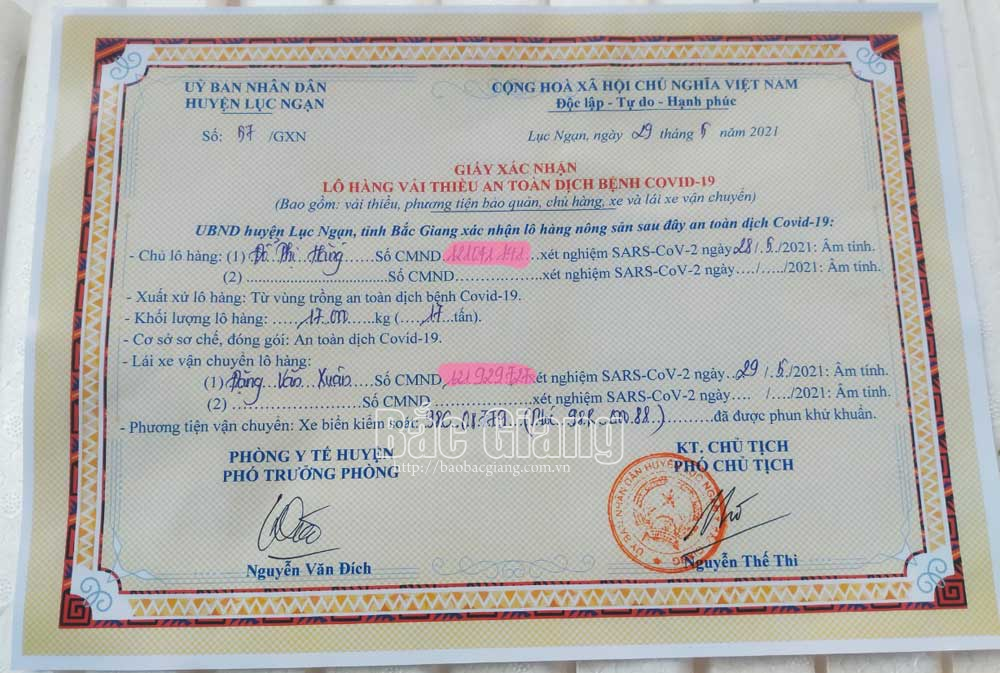 UỶ BAN NHÂN DÂN
HUYỆN LỤC NGẠN
Số: 57 /GXN
CỘNG HOÀ XÃ HỘI CHỦ NGHĨA VIỆT NAM
Độc lập - Tự do - Hạnh phúc
Lục Ngạn, ngày 29 tháng 5 năm 2021
GIẤY XÁC NHẬN
LÔ HÀNG VẢI THIỀU AN TOÀN DỊCH BỆNH COVID-19
(Bao gồm: vải thiều, phương tiện bảo quản, chủ hàng, xe và lái xe vận chuyển)
UBND huyện Lục Ngạn, tỉnh Bắc Giang xác nhận lô hàng nông sản sau đây an toàn dịch Covid-19:
- Chủ lô hàng: (1) Đỗ Thị Hằng Số CMND xét nghiệm SARS-CoV-2 ngày 28/5/2021: Âm tính.
(2) Số CMND xét nghiệm SARS-CoV-2 ngày / /2021: Âm tính.
- Xuất xứ lô hàng: Từ vùng trồng an toàn dịch bệnh Covid-19.
- Khối lượng lô hàng: 17.000 kg ( 17 tấn).
- Cơ sở sơ chế, đóng gói: An toàn dịch Covid-19.
- Lái xe vận chuyển lô hàng:
(1) Đặng Văn Xuân Số CMND xét nghiệm SARS-CoV-2 ngày 29/5/2021: Âm tính.
(2) Số CMND xét nghiệm SARS-CoV-2 ngày / /2021: Âm tính.
- Phương tiện vận chuyển: Xe biển kiểm soát: đã được phun khử khuẩn.
Bắc Giang
http://baobacgiang.com.vn
PHÒNG Y TẾ HUYỆN
PHÓ TRƯỞNG PHÒNG
Nguyễn Văn Đích
KT. CHỦ TỊCH
PHÓ CHỦ TỊCH
Nguyễn Thế Thi